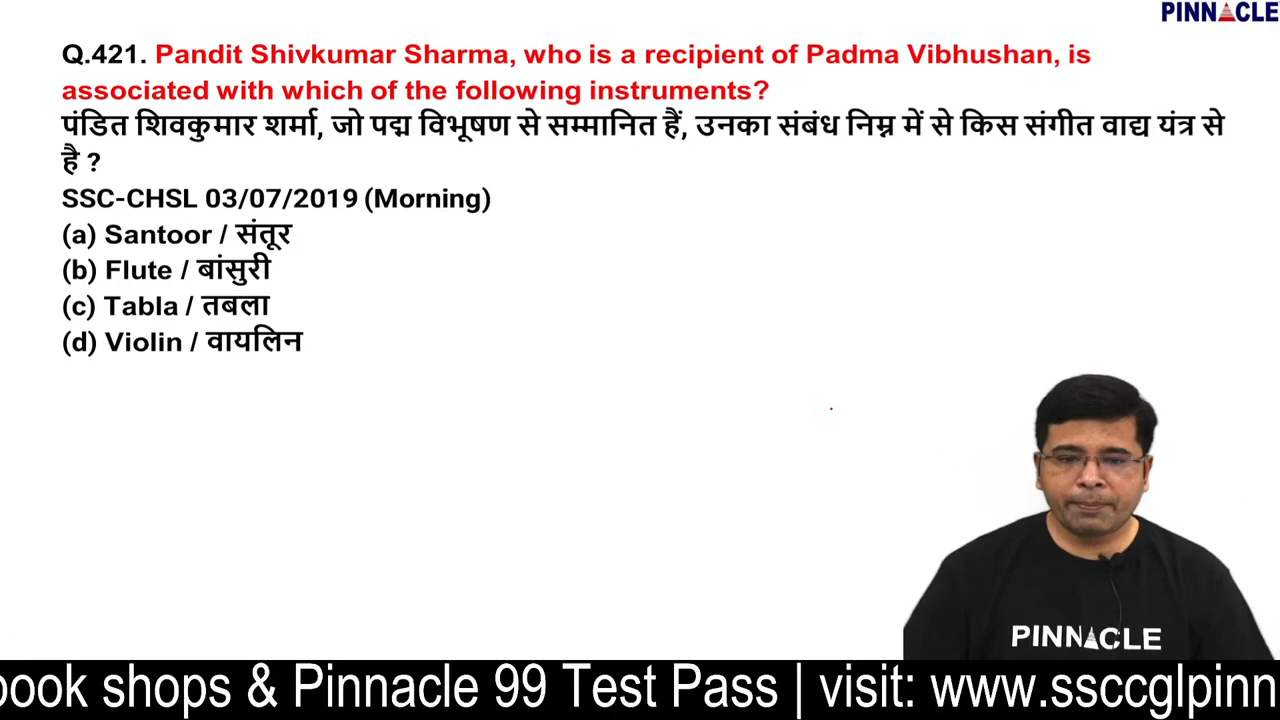 PINNACLE
Q.421. Pandit Shivkumar Sharma, who is a recipient of Padma Vibhushan, is
associated with which of the following instruments?
पंडित शिवकुमार शर्मा, जो पद्म विभूषण से सम्मानित हैं, उनका संबंध निम्न में से किस संगीत वाद्य यंत्र से
है ?
SSC-CHSL 03/07/2019 (Morning)
(a) Santoor / संतूर
(b) Flute / बांसुरी
(c) Tabla / तबला
(d) Violin / वायलिन
PINNACLE
book shops & Pinnacle 99 Test Pass | visit: www.ssccglpinn